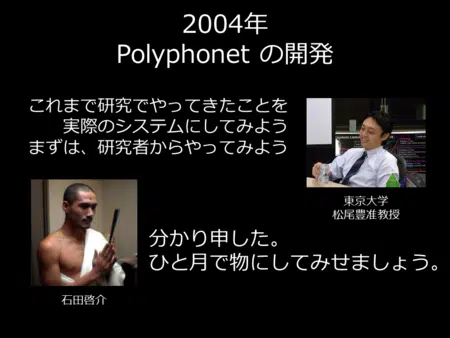 2004年
Polyphonet の開発
これまで研究でやってきたことを
実際のシステムにしてみよう
まずは、研究者からやってみよう
東京大学
松尾豊准教授
分かり申した。
ひと月で物にしてみせましょう。
石田啓介